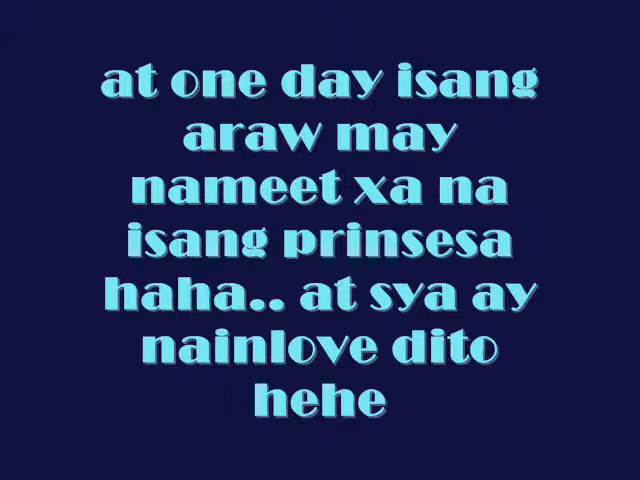 at one day isang
araw may
nameet xa na
isang prinsesa
haha.. at sya ay
nainlove dito
hehe